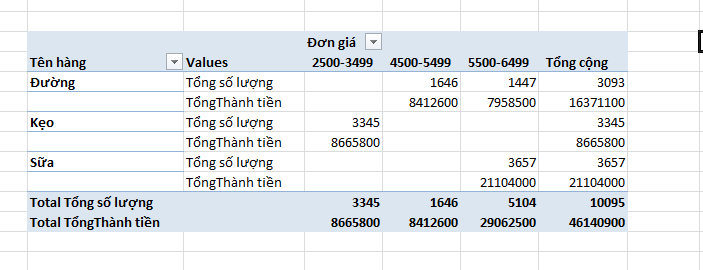 Đơn giá
Tên hàng Values 2500-3499 4500-5499 5500-6499 Tổng cộng
Đường Tổng số lượng 1646 1447 3093
TổngThành tiền 8412600 7958500 16371100
Kẹo Tổng số lượng 3345 3345
TổngThành tiền 8665800 8665800
Sữa Tổng số lượng 3657 3657
TổngThành tiền 21104000 21104000
Total Tổng số lượng 3345 1646 5104 10095
Total TổngThành tiền 8665800 8412600 29062500 46140900